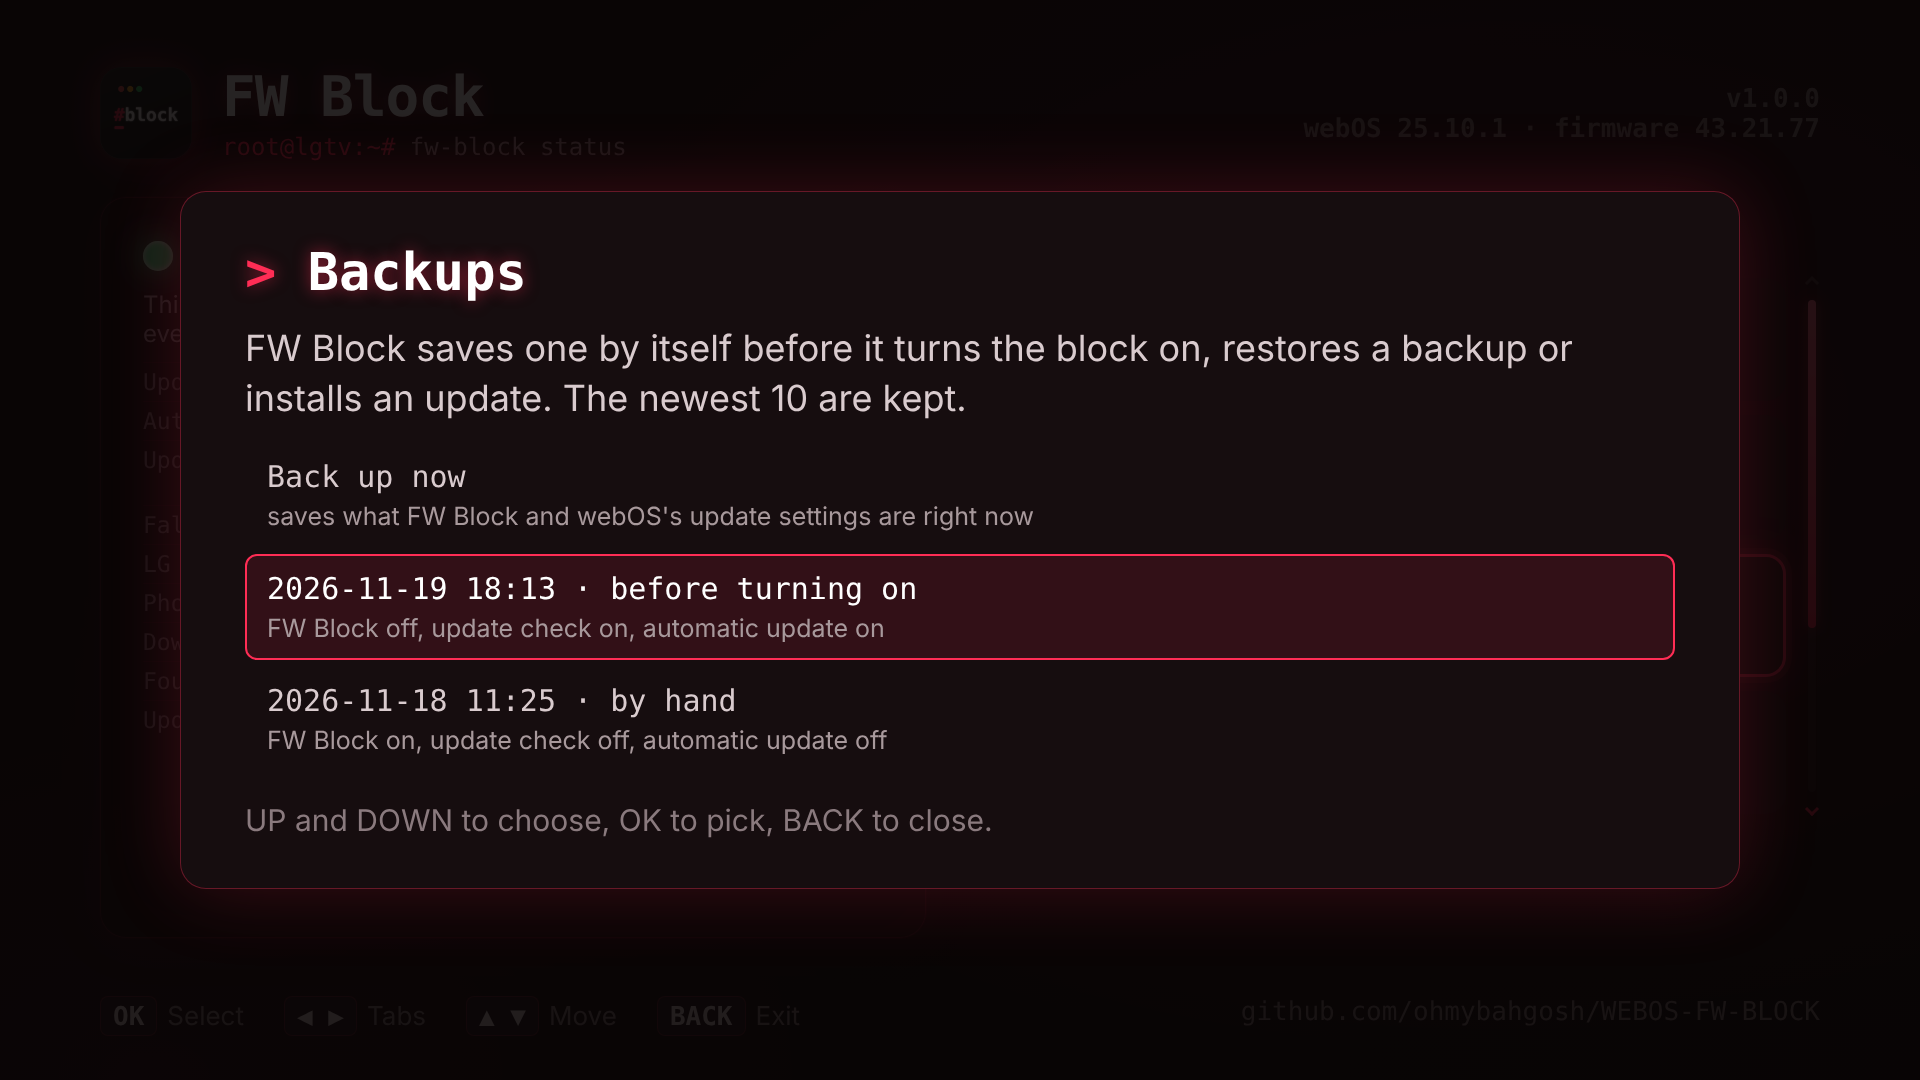 #block
FW Block
root@lgtv:~# fw-block status
v1.0.0
webOS 25.10.1 · firmware 43.21.77
> Backups
FW Block saves one by itself before it turns the block on, restores a backup or
installs an update. The newest 10 are kept.
Back up now
saves what FW Block and webOS's update settings are right now
2026-11-19 18:13 · before turning on
FW Block off, update check on, automatic update on
2026-11-18 11:25 · by hand
FW Block on, update check off, automatic update off
UP and DOWN to choose, OK to pick, BACK to close.
LG
OK Select ◄ ► Tabs ▲ ▼ Move BACK Exit
github.com/ohmybahgosh/WEBOS-FW-BLOCK